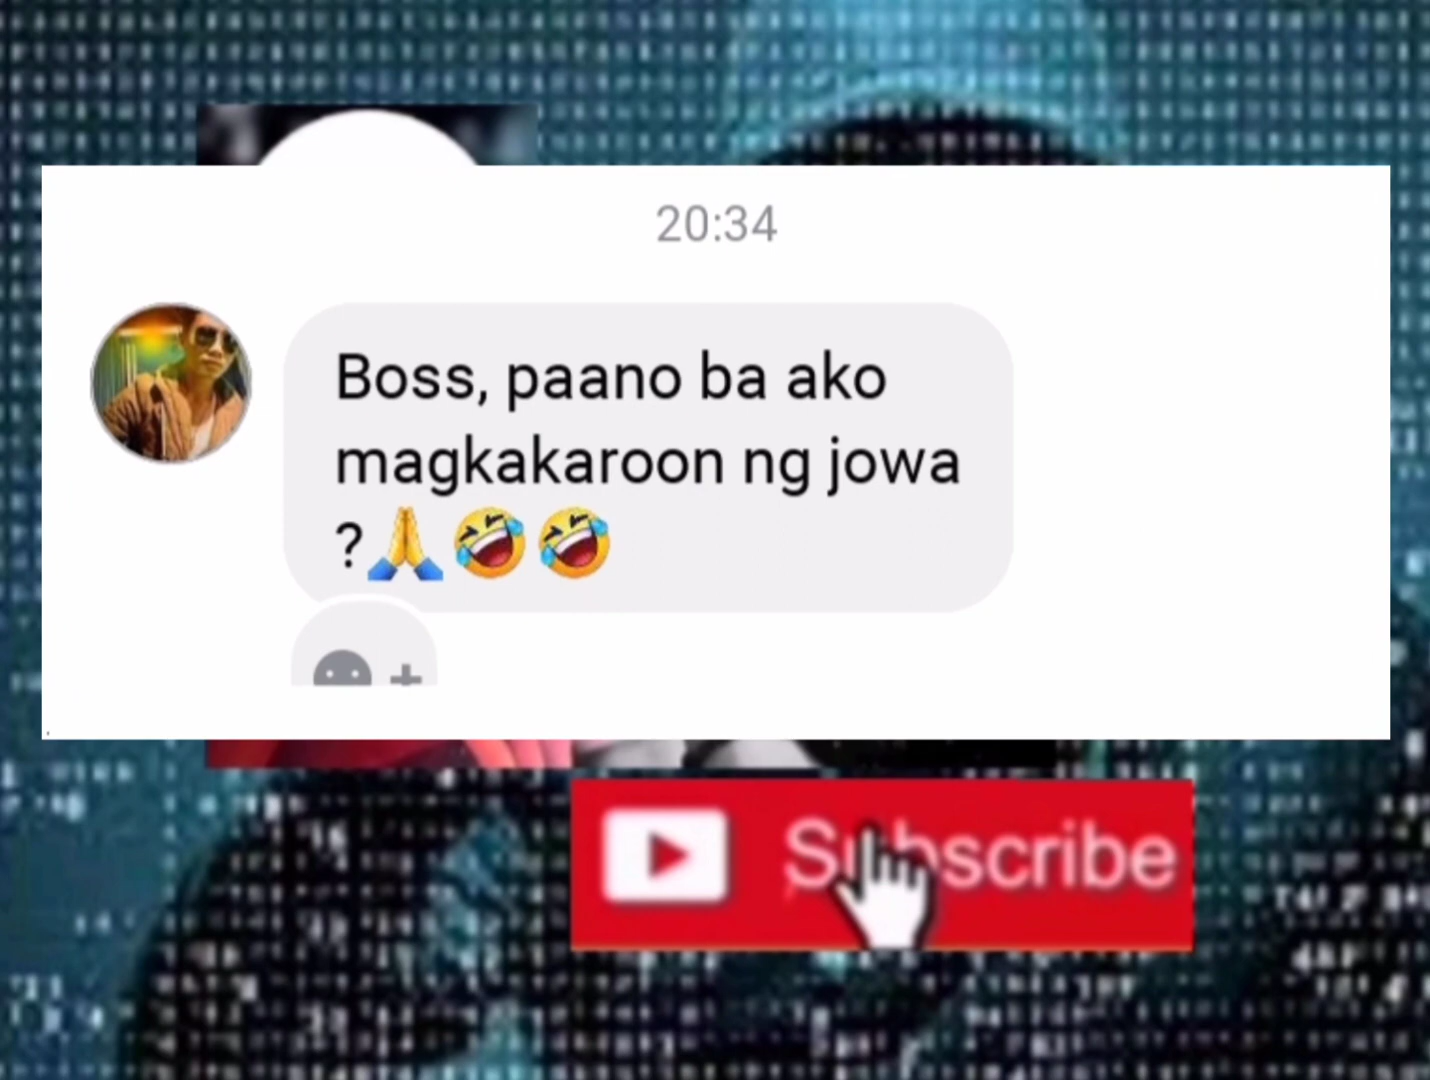 20:34
Boss, paano ba ako
magkakaroon ng jowa
?🙏🤣🤣
Subscribe